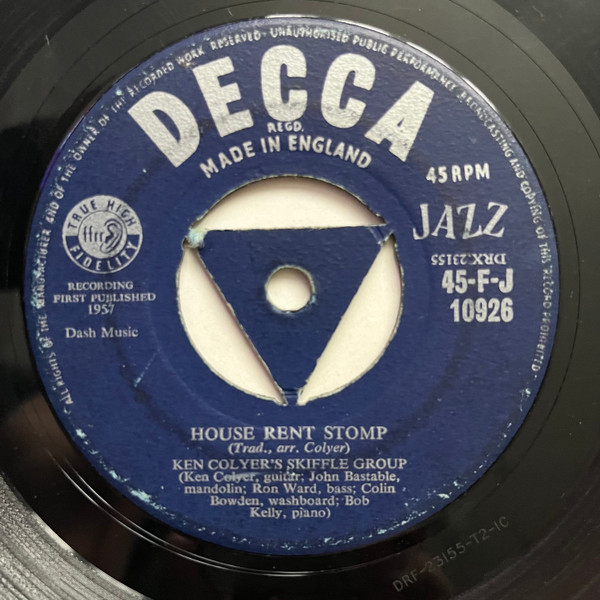 ALL RIGHTS OF THE MANUFACTURER AND OF THE OWNER OF THE RECORDED WORK RESERVED · UNAUTHORISED PUBLIC PERFORMANCE, BROADCASTING AND COPYING OF THIS RECORD PROHIBITED ·
DECCA
REGD.
MADE IN ENGLAND
45 RPM
JAZZ
TRUE HIGH
ffrr
FIDELITY
DRX.23155
45-F-J
10926
RECORDING
FIRST PUBLISHED
1957
Dash Music
HOUSE RENT STOMP
(Trad., arr. Colyer)
KEN COLYER'S SKIFFLE GROUP
(Ken Colyer, guitar; John Bastable,
mandolin; Ron Ward, bass; Colin
Bowden, washboard; Bob
Kelly, piano)
DRF-23155-T2-1C